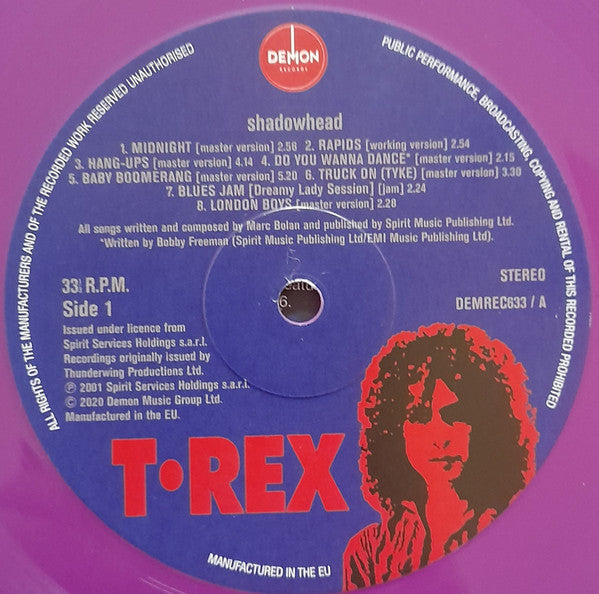 ALL RIGHTS OF THE MANUFACTURERS AND OF THE RECORDED WORK RESERVED UNAUTHORISED
PUBLIC PERFORMANCE, BROADCASTING, COPYING AND RENTAL OF THIS RECORDED PROHIBITED
DEMON
RECORDS
shadowhead
1. MIDNIGHT [master version] 2.56 2. RAPIDS [working version] 2.54
3. HANG-UPS [master version] 4.14 4. DO YOU WANNA DANCE* [master version] 2.15
5. BABY BOOMERANG [master version] 5.20 6. TRUCK ON (TYKE) [master version] 3.30
7. BLUES JAM [Dreamy Lady Session] [jam] 2.24
8. LONDON BOYS [master version] 2.28
All songs written and composed by Marc Bolan and published by Spirit Music Publishing Ltd.
*Written by Bobby Freeman (Spirit Music Publishing Ltd/EMI Music Publishing Ltd).
33⅓ R.P.M.
Side 1
STEREO
DEMREC633 / A
6.
Issued under licence from
Spirit Services Holdings s.a.r.l.
Recordings originally issued by
Thunderwing Productions Ltd.
℗ 2001 Spirit Services Holdings s.a.r.l.
© 2020 Demon Music Group Ltd.
Manufactured in the EU.
T•REX
MANUFACTURED IN THE EU